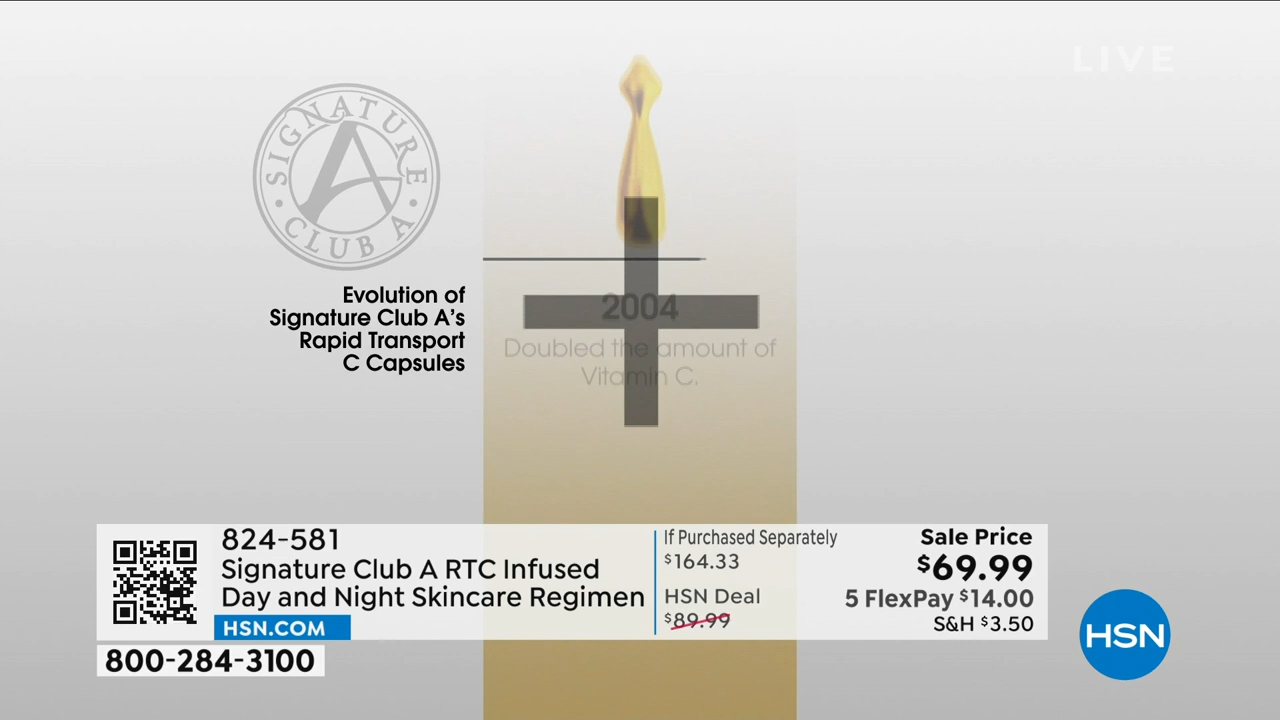 LIVE
SIGNATURE
A
CLUB A
Evolution of
Signature Club A's
Rapid Transport
C Capsules
2004
Doubled the amount of
Vitamin C.
824-581
Signature Club A RTC Infused
Day and Night Skincare Regimen
HSN.COM
800-284-3100
If Purchased Separately
$164.33
HSN Deal
$89.99
Sale Price
$69.99
5 FlexPay $14.00
S&H $3.50
HSN